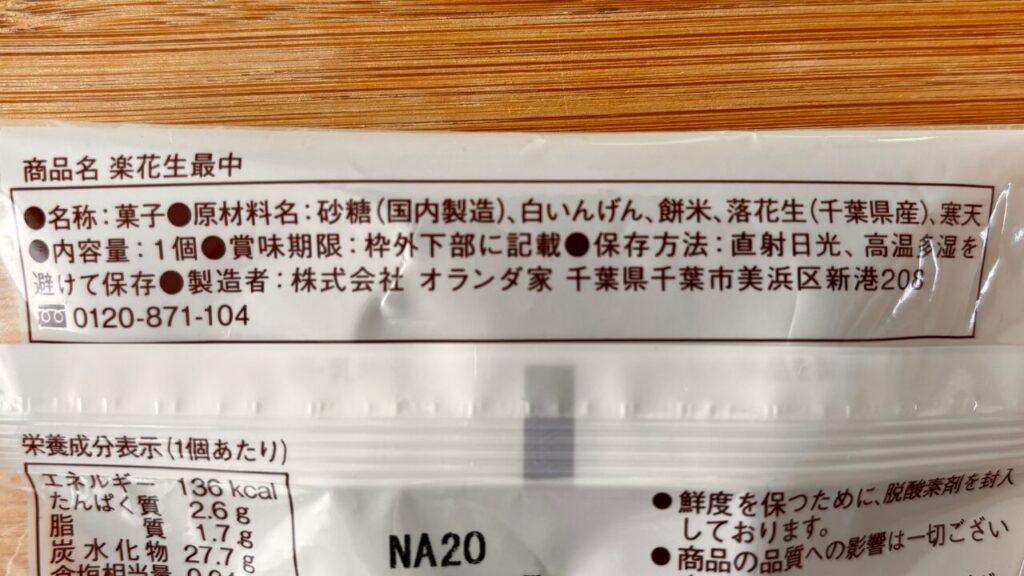 商品名 楽花生最中
●名称：菓子●原材料名：砂糖（国内製造）、白いんげん、餅米、落花生（千葉県産）、寒天
●内容量：1個●賞味期限：枠外下部に記載●保存方法：直射日光、高温多湿を
避けて保存●製造者：株式会社 オランダ家 千葉県千葉市美浜区新港208
0120-871-104
栄養成分表示（1個あたり）
エネルギー 136 kcal
たんぱく質 2.6 g
脂質 1.7 g
炭水化物 27.7 g
食塩相当量
NA20
●鮮度を保つために、脱酸素剤を封入
しております。
●商品の品質への影響は一切ござい